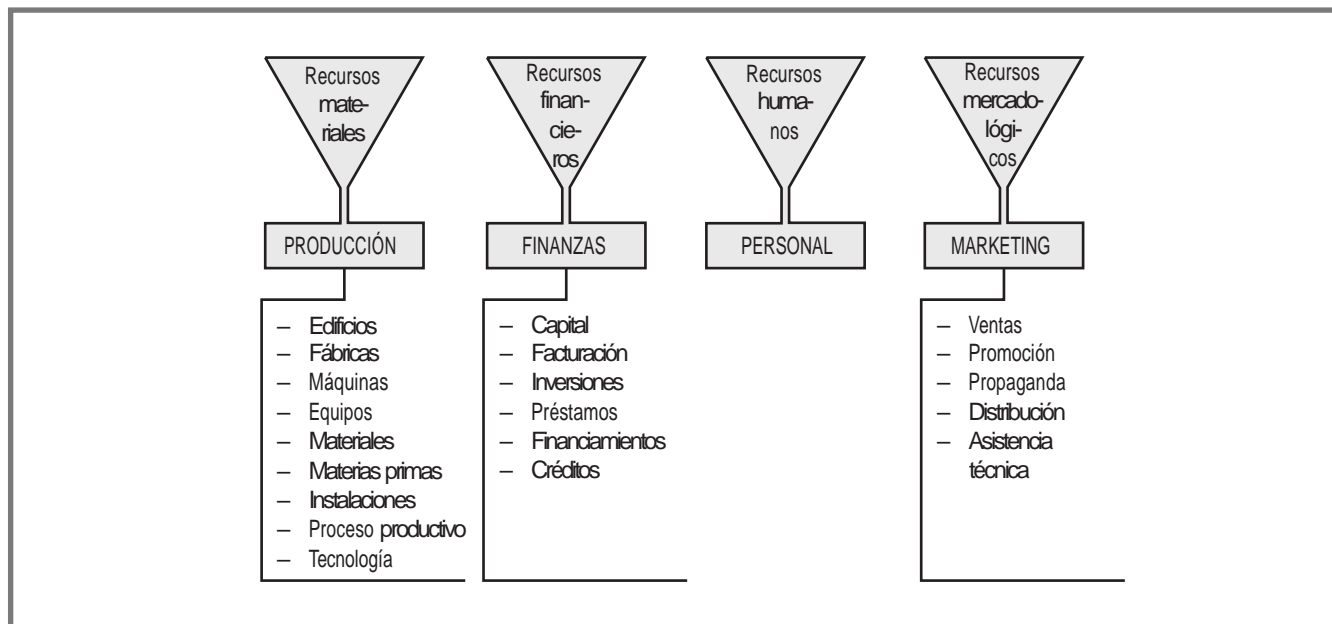 Recursos
mate-
riales
PRODUCCIÓN
– Edificios
– Fábricas
– Máquinas
– Equipos
– Materiales
– Materias primas
– Instalaciones
– Proceso productivo
– Tecnología
Recursos
finan-
cie-
ros
FINANZAS
– Capital
– Facturación
– Inversiones
– Préstamos
– Financiamientos
– Créditos
Recursos
huma-
nos
PERSONAL
Recursos
mercado-
lógi-
cos
MARKETING
– Ventas
– Promoción
– Propaganda
– Distribución
– Asistencia
técnica